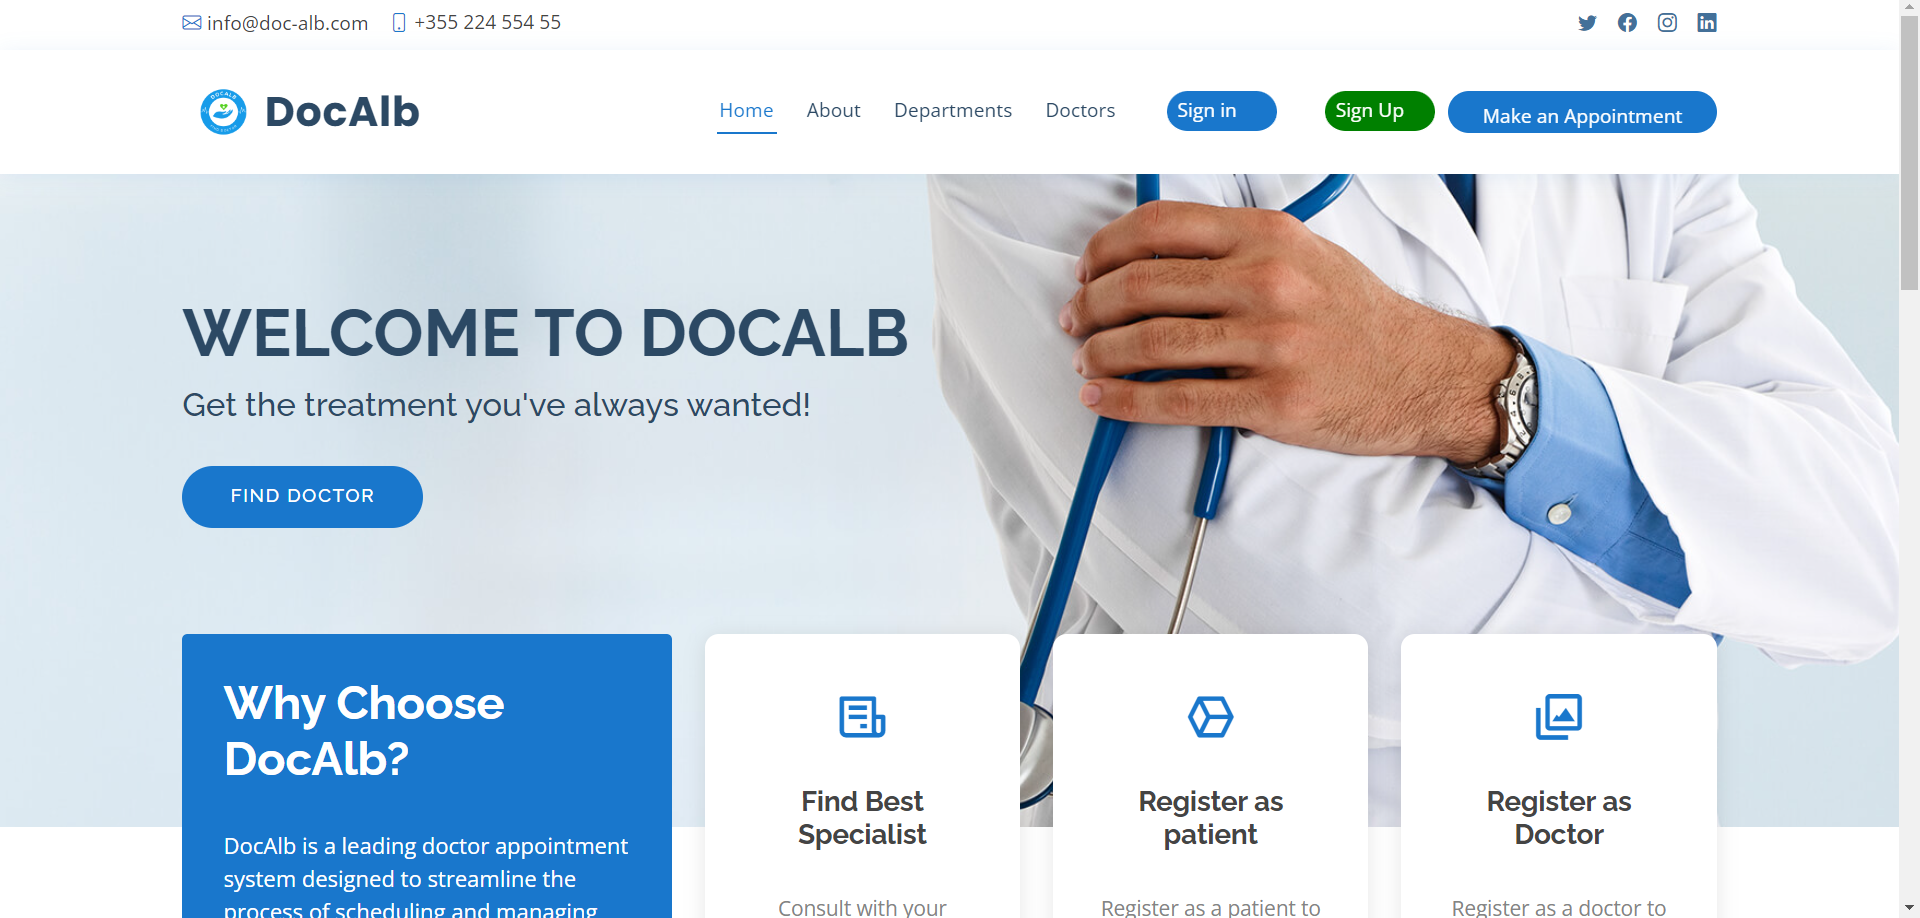 info@doc-alb.com +355 224 554 55
DocAlb
Home About Departments Doctors Sign in Sign Up Make an Appointment
WELCOME TO DOCALB
Get the treatment you've always wanted!
FIND DOCTOR
Why Choose
DocAlb?
DocAlb is a leading doctor appointment
system designed to streamline the
process of scheduling and managing
Find Best
Specialist
Consult with your
Register as
patient
Register as a patient to
Register as
Doctor
Register as a doctor to